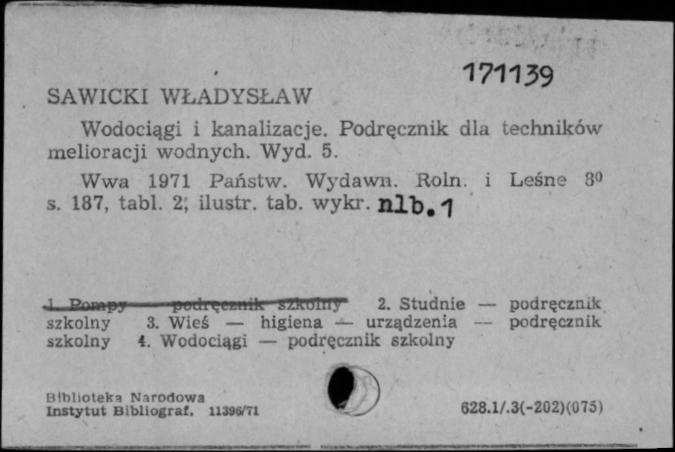 171139
SAWICKI WŁADYSŁAW
Wodociągi i kanalizacje. Podręcznik dla techników
melioracji wodnych. Wyd. 5.
Wwa 1971 Państw. Wydawn. Roln. i Leśne 8⁰
s. 187, tabl. 2; ilustr. tab. wykr. nlb. 1
1. Pompy — podręcznik szkolny 2. Studnie — podręcznik
szkolny 3. Wieś — higiena — urządzenia — podręcznik
szkolny 4. Wodociągi — podręcznik szkolny
Biblioteka Narodowa
Instytut Bibliograf. 11396/71
628.1/.3(-202)(075)